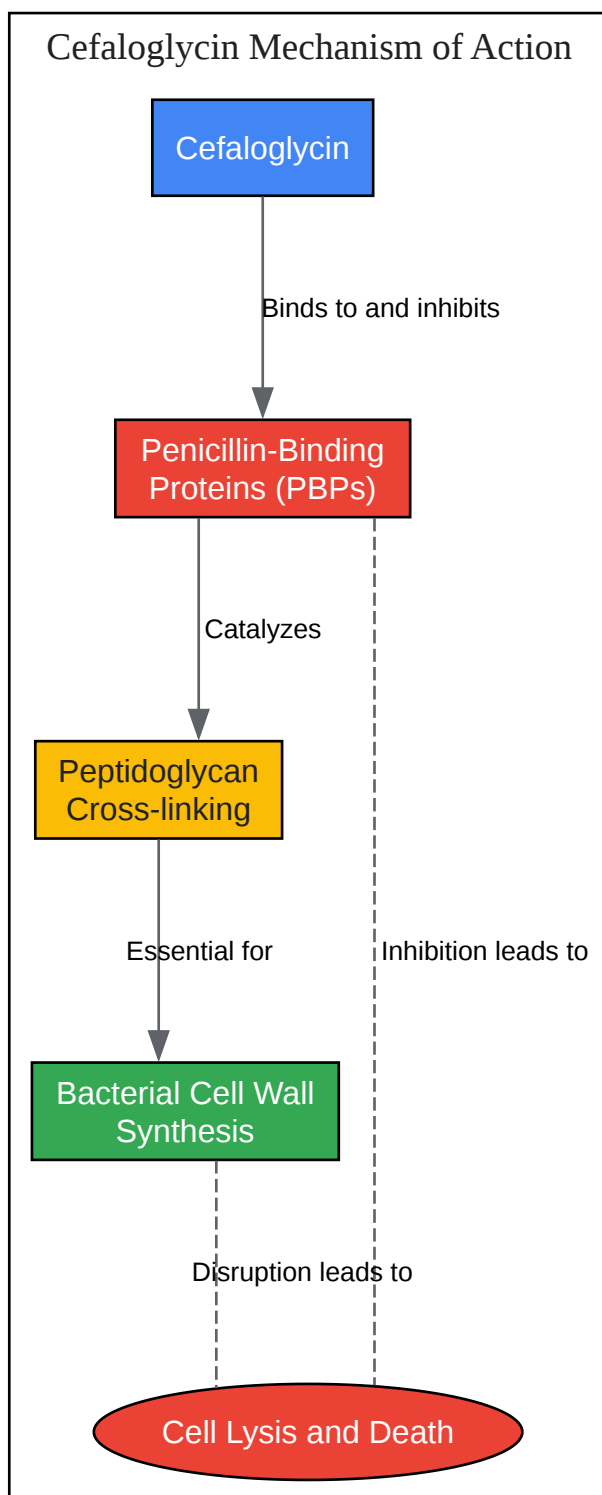 Cefaloglycin Mechanism of Action
Cefaloglycin
Binds to and inhibits
Penicillin-Binding
Proteins (PBPs)
Catalyzes
Peptidoglycan
Cross-linking
Essential for
Inhibition leads to
Bacterial Cell Wall
Synthesis
Disruption leads to
Cell Lysis and Death